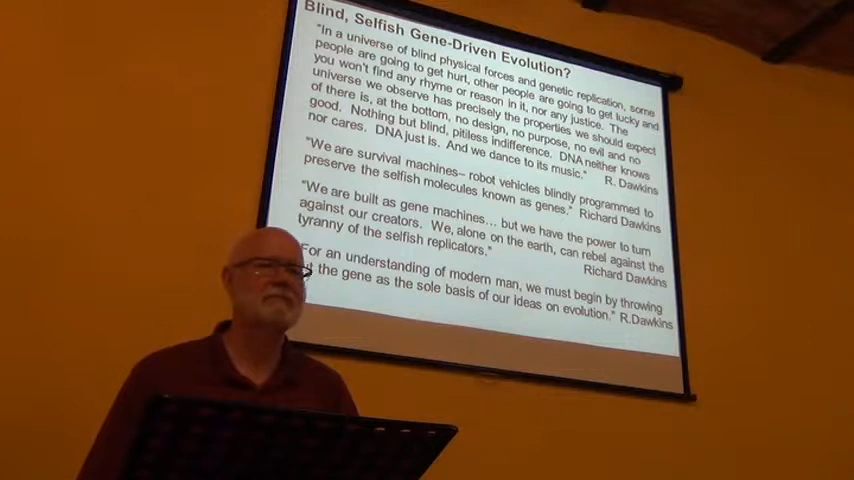 Blind, Selfish Gene-Driven Evolution?
"In a universe of blind physical forces and genetic replication, some
people are going to get hurt, other people are going to get lucky and
you won't find any rhyme or reason in it, nor any justice. The
universe we observe has precisely the properties we should expect
of there is, at the bottom, no design, no purpose, no evil and no
good. Nothing but blind, pitiless indifference. DNA neither knows
nor cares. DNA just is. And we dance to its music." R. Dawkins
"We are survival machines– robot vehicles blindly programmed to
preserve the selfish molecules known as genes." Richard Dawkins
"We are built as gene machines... but we have the power to turn
against our creators. We, alone on the earth, can rebel against the
tyranny of the selfish replicators." Richard Dawkins
For an understanding of modern man, we must begin by throwing
the gene as the sole basis of our ideas on evolution." R.Dawkins